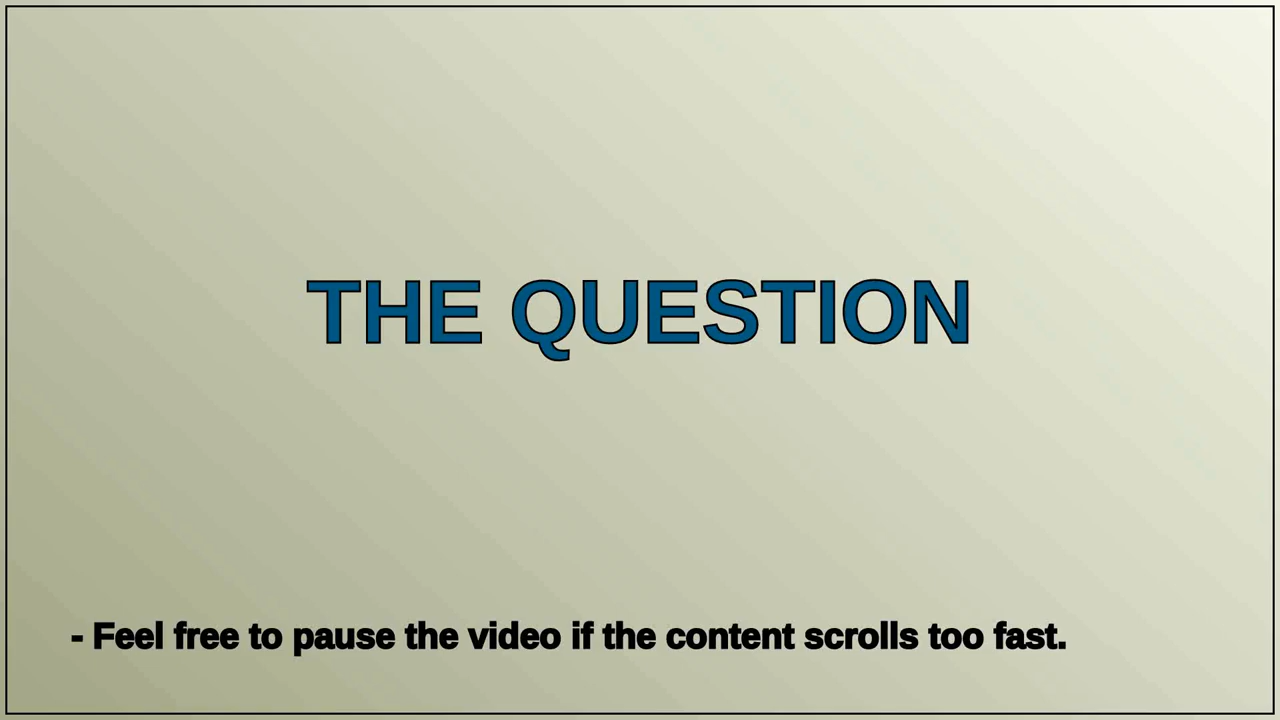 THE QUESTION
- Feel free to pause the video if the content scrolls too fast.